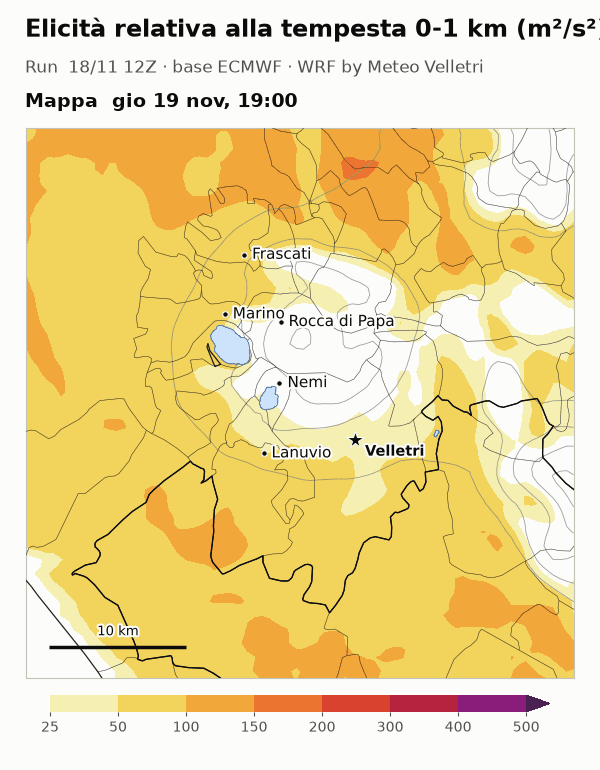 Elicità relativa alla tempesta 0-1 km (m²/s²)
Run 18/11 12Z · base ECMWF · WRF by Meteo Velletri
Mappa gio 19 nov, 19:00
Frascati
Marino
Rocca di Papa
Nemi
Velletri
Lanuvio
10 km
25 50 100 150 200 300 400 500